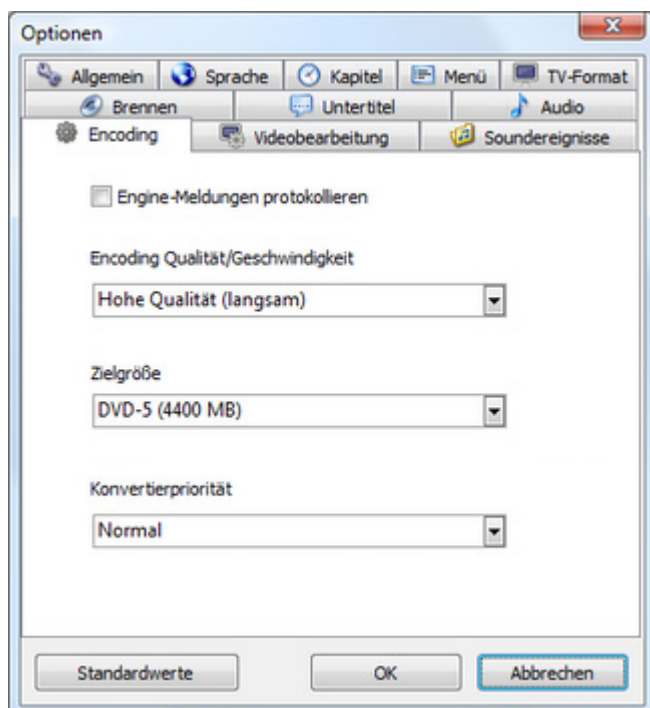 Optionen
Allgemein Sprache Kapitel Menü TV-Format
Brennen Untertitel Audio
Encoding Videobearbeitung Soundereignisse
Engine-Meldungen protokollieren
Encoding Qualität/Geschwindigkeit
Hohe Qualität (langsam)
Zielgröße
DVD-5 (4400 MB)
Konvertierpriorität
Normal
Standardwerte OK Abbrechen